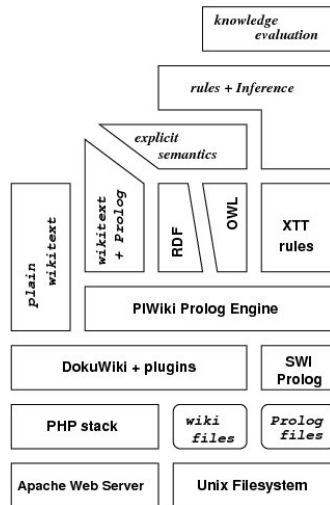 knowledge
evaluation
rules + Inference
explicit
semantics
plain
wikitext
wikitext
+ Prolog
RDF
OWL
XTT
rules
PlWiki Prolog Engine
DokuWiki + plugins
SWI
Prolog
PHP stack
wiki
files
Prolog
files
Apache Web Server
Unix Filesystem